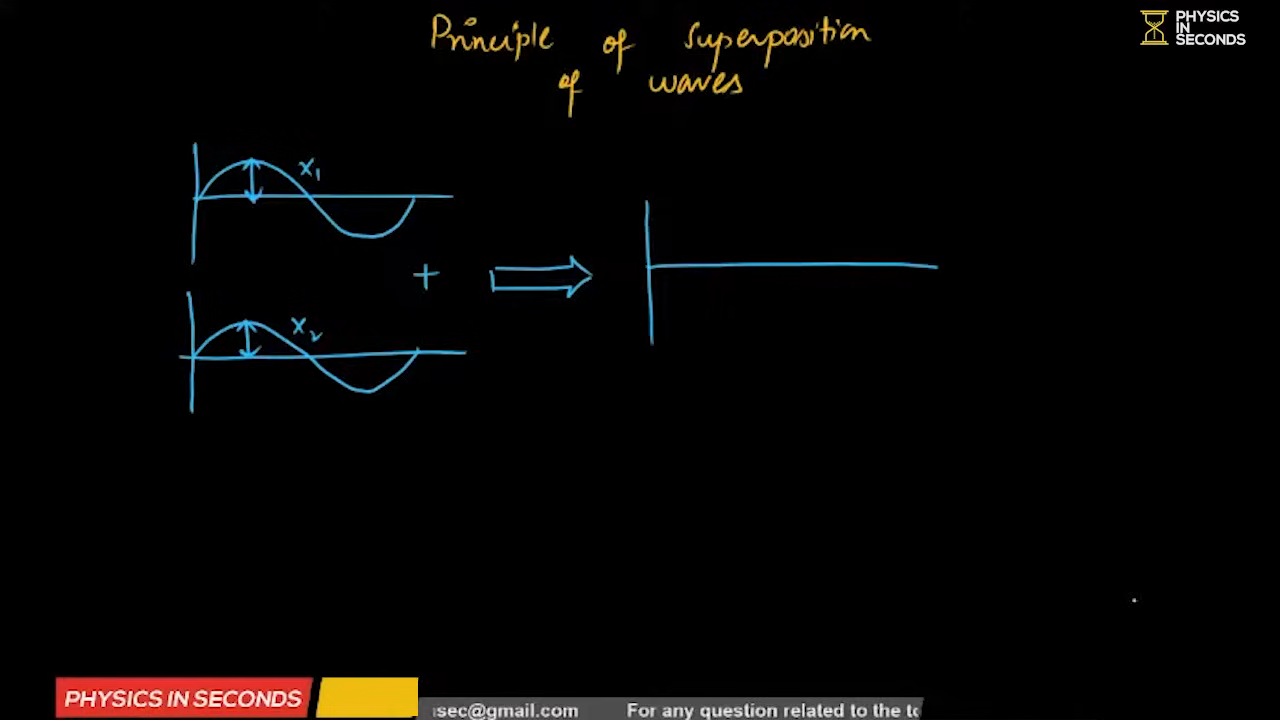 Principle of superposition
of waves
PHYSICS
IN
SECONDS
x₁
+
x₂
PHYSICS IN SECONDS
sec@gmail.com For any question related to the